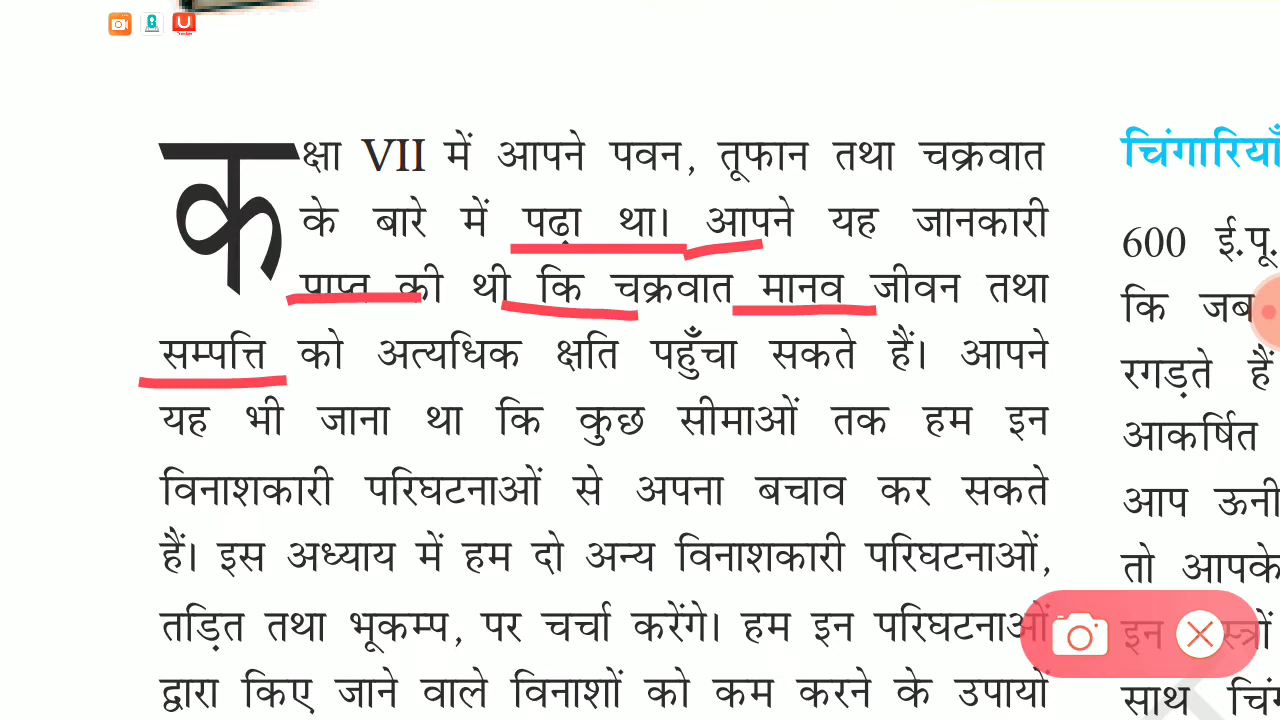 कक्षा VII में आपने पवन, तूफान तथा चक्रवात
के बारे में पढ़ा था। आपने यह जानकारी
प्राप्त की थी कि चक्रवात मानव जीवन तथा
सम्पत्ति को अत्यधिक क्षति पहुँचा सकते हैं। आपने
यह भी जाना था कि कुछ सीमाओं तक हम इन
विनाशकारी परिघटनाओं से अपना बचाव कर सकते
हैं। इस अध्याय में हम दो अन्य विनाशकारी परिघटनाओं,
तड़ित तथा भूकम्प, पर चर्चा करेंगे। हम इन परिघटनाओं
द्वारा किए जाने वाले विनाशों को कम करने के उपायों
चिंगारियाँ
600 ई.पू.
कि जब
रगड़ते हैं
आकर्षित
आप ऊनी
तो आपके
इन
साथ